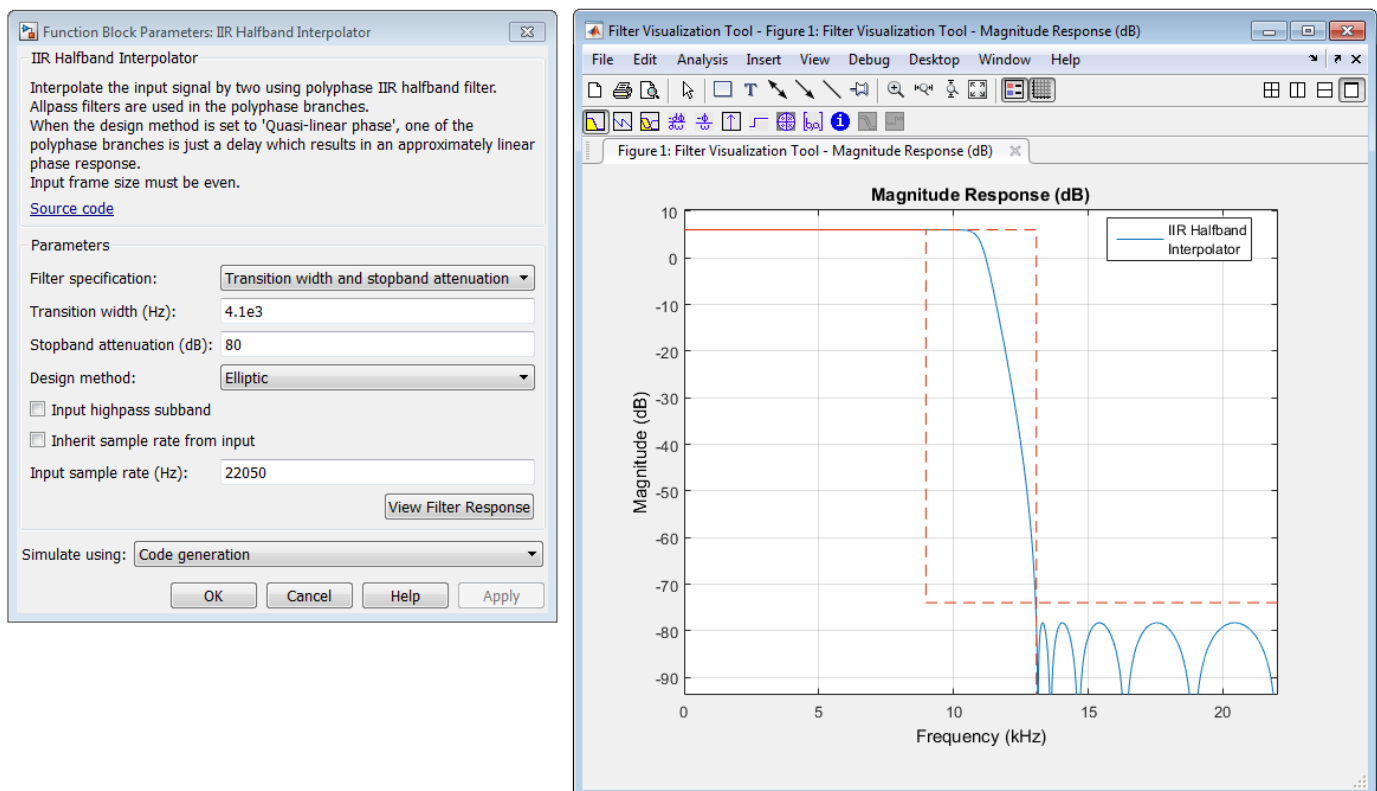 Function Block Parameters: IIR Halfband Interpolator
IIR Halfband Interpolator
Interpolate the input signal by two using polyphase IIR halfband filter.
Allpass filters are used in the polyphase branches.
When the design method is set to 'Quasi-linear phase', one of the
polyphase branches is just a delay which results in an approximately linear
phase response.
Input frame size must be even.
Source code
Parameters
Filter specification: Transition width and stopband attenuation
Transition width (Hz): 4.1e3
Stopband attenuation (dB): 80
Design method: Elliptic
Input highpass subband
Inherit sample rate from input
Input sample rate (Hz): 22050
View Filter Response
Simulate using: Code generation
OK Cancel Help Apply
Filter Visualization Tool - Figure 1: Filter Visualization Tool - Magnitude Response (dB)
File Edit Analysis Insert View Debug Desktop Window Help
Figure 1: Filter Visualization Tool - Magnitude Response (dB)
Magnitude Response (dB)
IIR Halfband
Interpolator
10
0
-10
-20
-30
-40
-50
-60
-70
-80
-90
Magnitude (dB)
0 5 10 15 20
Frequency (kHz)